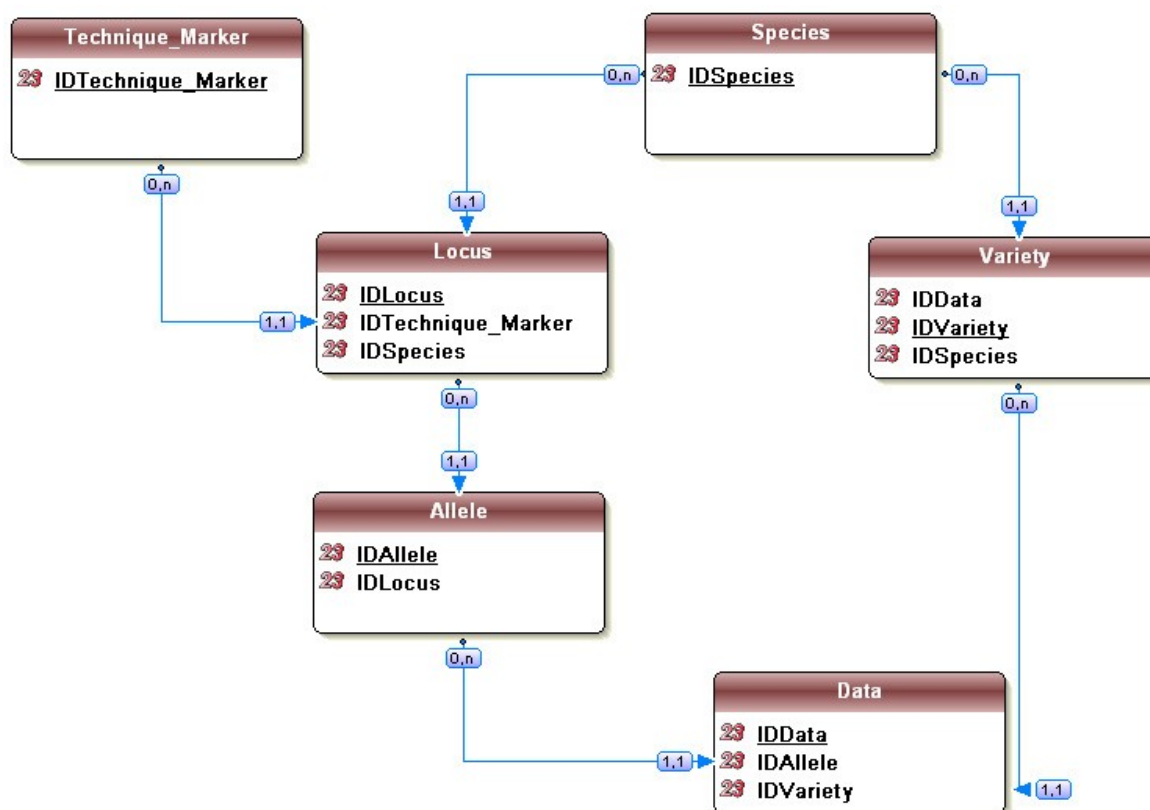 Technique_Marker
23 IDTechnique_Marker
0,n
Species
23 IDSpecies
0,n
0,n
1,1
1,1
1,1
Locus
23 IDLocus
23 IDTechnique_Marker
23 IDSpecies
0,n
1,1
Variety
23 IDData
23 IDVariety
23 IDSpecies
0,n
Allele
23 IDAllele
23 IDLocus
0,n
1,1
Data
23 IDData
23 IDAllele
23 IDVariety
1,1